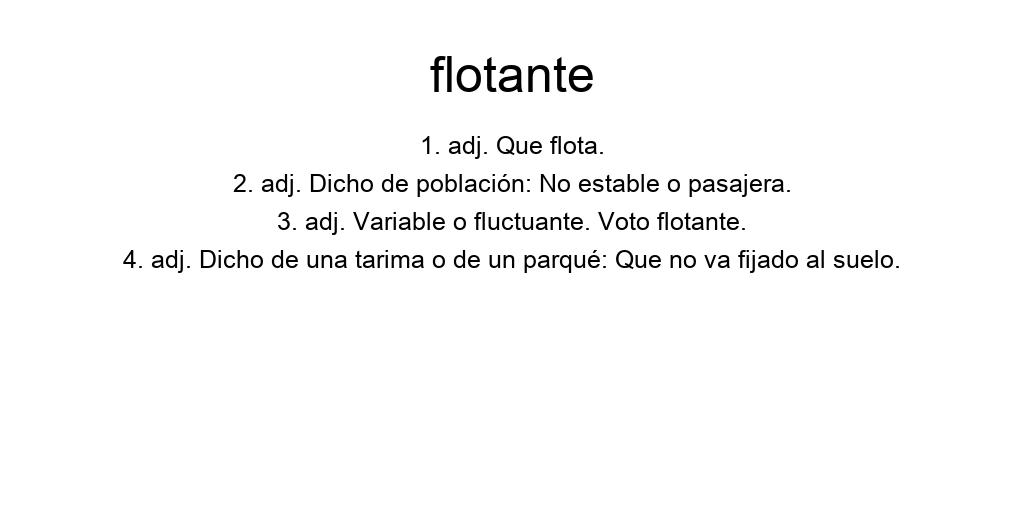 flotante
1. adj. Que flota.
2. adj. Dicho de población: No estable o pasajera.
3. adj. Variable o fluctuante. Voto flotante.
4. adj. Dicho de una tarima o de un parqué: Que no va fijado al suelo.